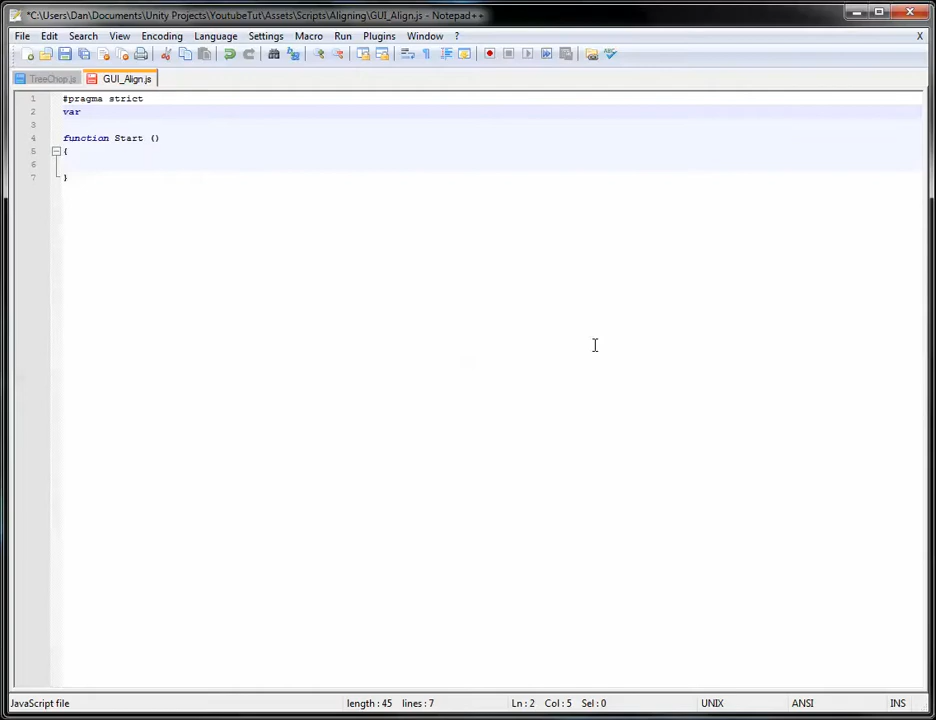 *C:\Users\Dan\Documents\Unity Projects\YoutubeTut\Assets\Scripts\Aligning\GUI_Align.js - Notepad++
File Edit Search View Encoding Language Settings Macro Run Plugins Window ? X
TreeChop.js GUI_Align.js
1 #pragma strict
2 var
3
4 function Start ()
5 {
6
7 }
JavaScript file length : 45 lines : 7 Ln : 2 Col : 5 Sel : 0 UNIX ANSI INS